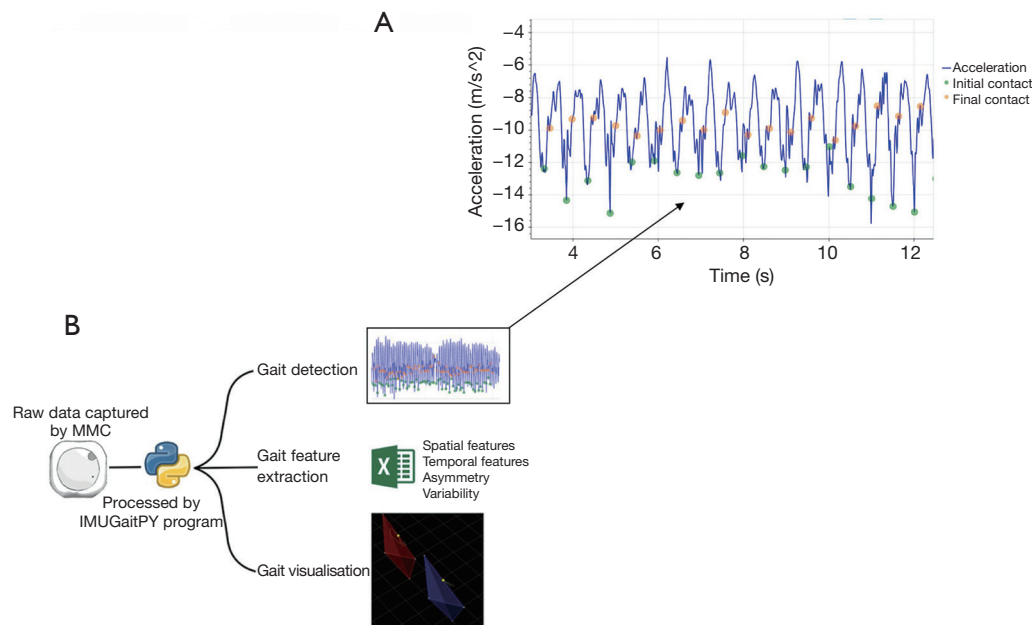 A
Acceleration (m/s^2)
−4
−6
−8
−10
−12
−14
−16
4
6
8
10
12
Time (s)
Acceleration
Initial contact
Final contact
B
Raw data captured
by MMC
Processed by
IMUGaitPY program
Gait detection
Gait feature
extraction
X
Spatial features
Temporal features
Asymmetry
Variability
Gait visualisation